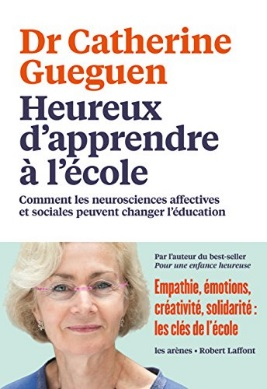 Dr Catherine
Gueguen
Heureux
d'apprendre
à l'école
Comment les neurosciences affectives
et sociales peuvent changer l'éducation
Par l'auteur du best-seller
Pour une enfance heureuse
Empathie, émotions,
créativité, solidarité :
les clés de l'école
les arènes • Robert Laffont